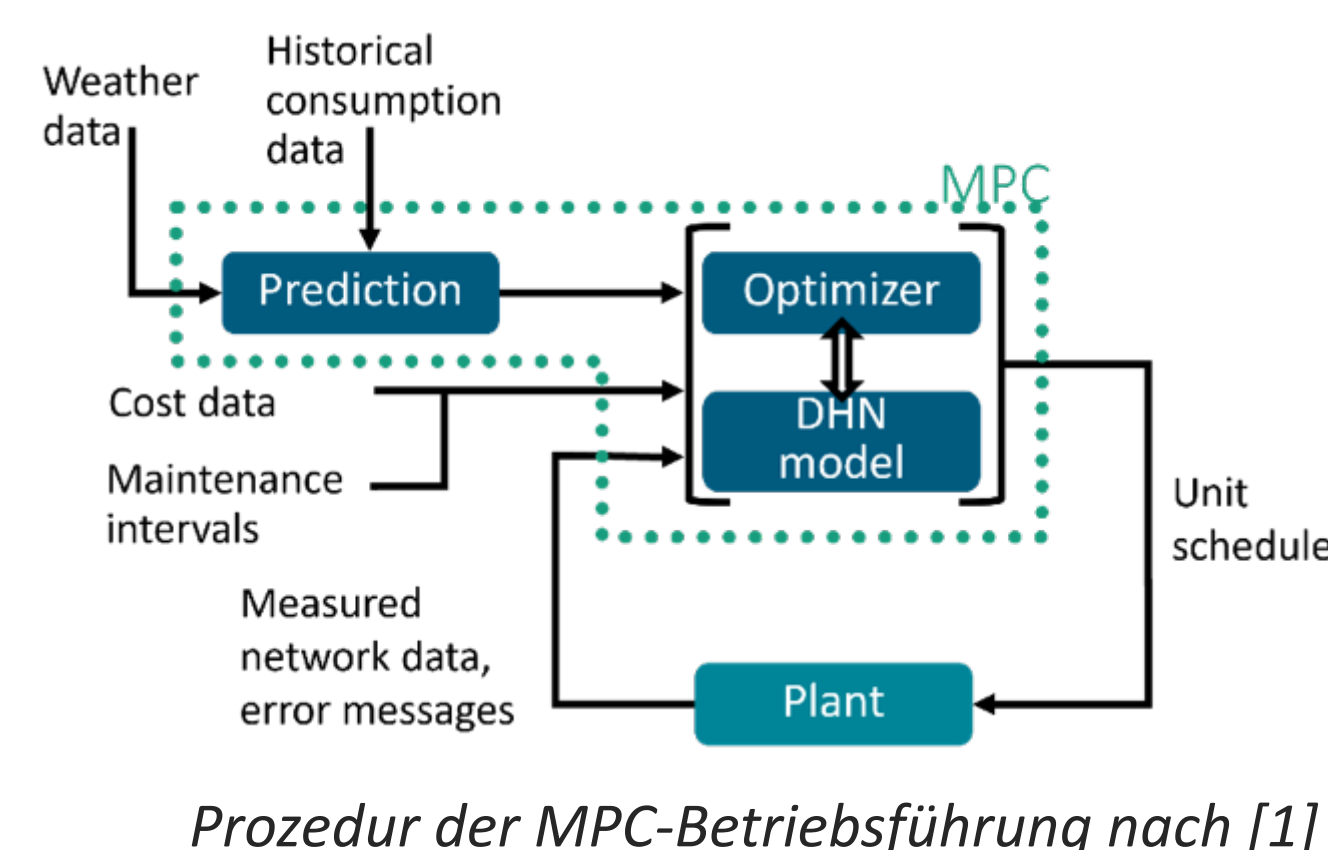 Weather
data
Historical
consumption
data
MPC
Prediction
Optimizer
DHN
model
Cost data
Maintenance
intervals
Unit
schedule
Measured
network data,
error messages
Plant
Prozedur der MPC-Betriebsführung nach [1]